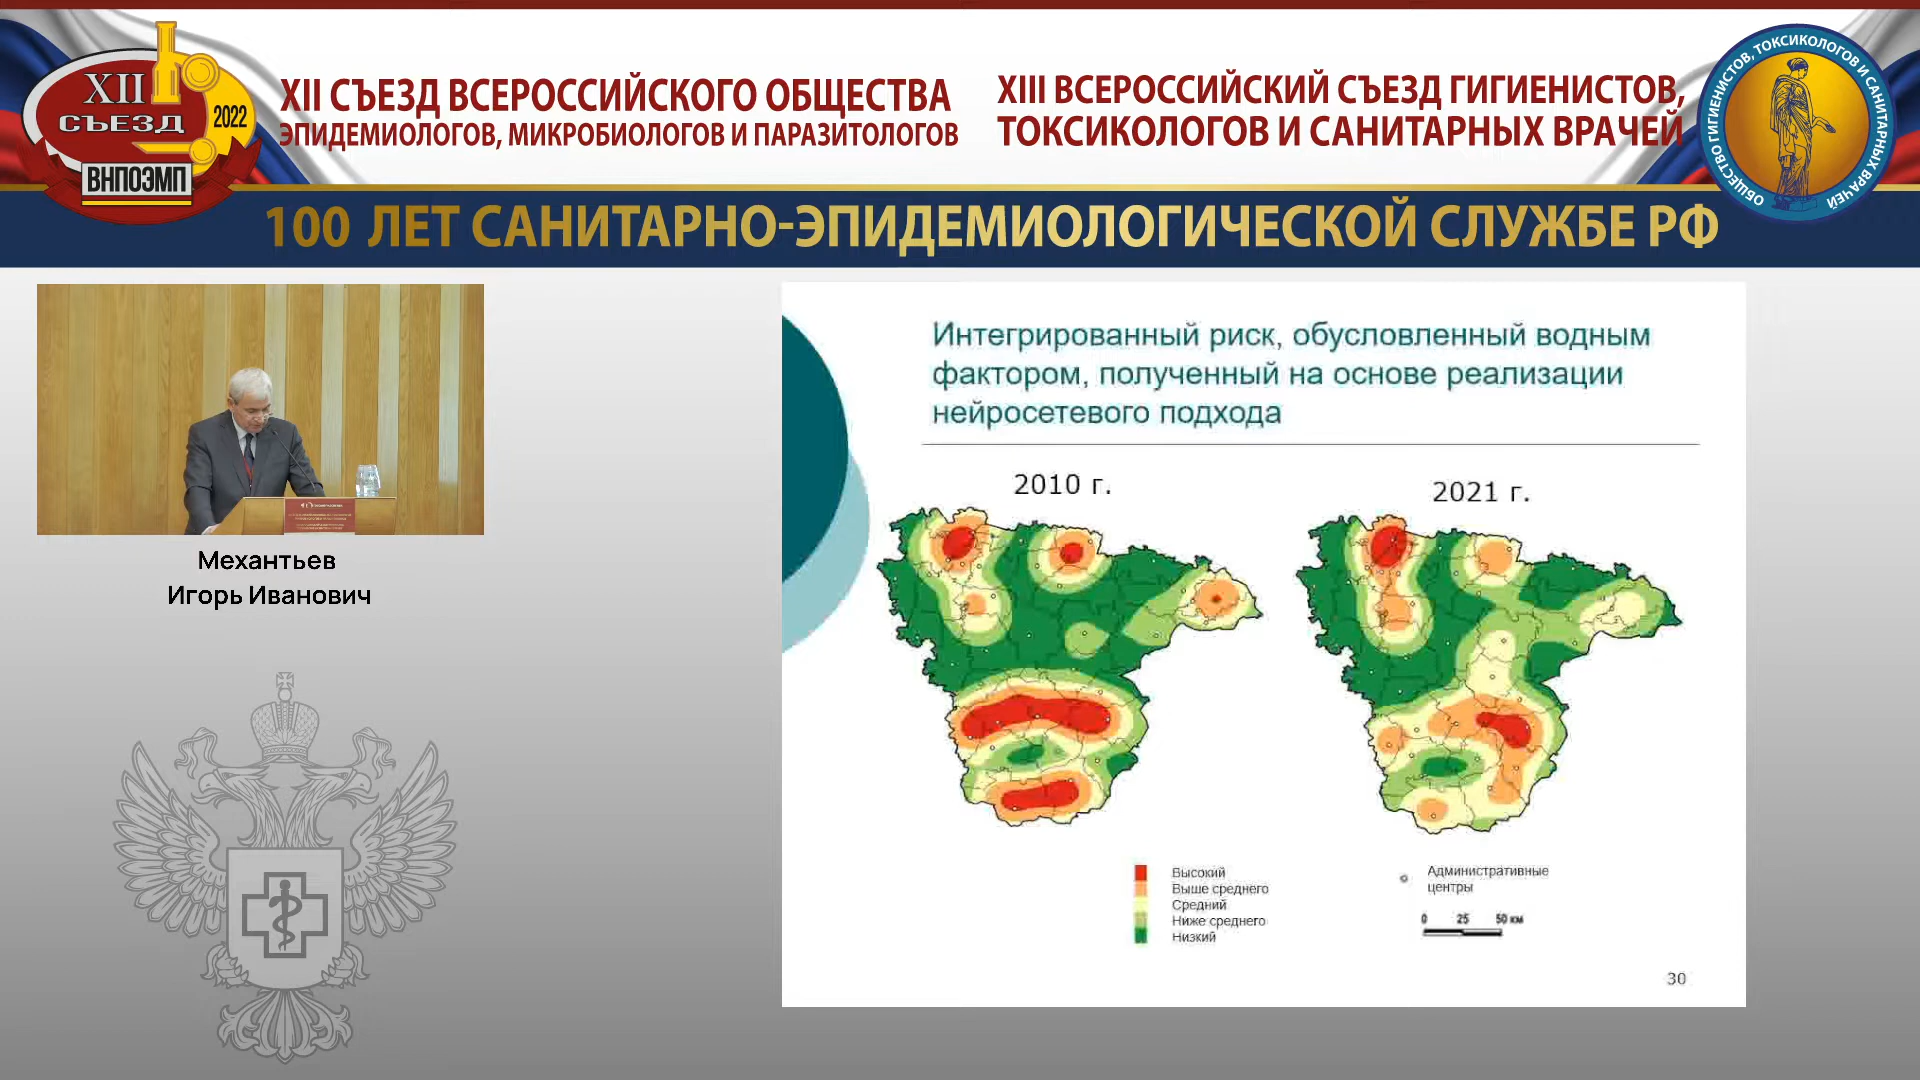 XII
СЪЕЗД
2022
ВНПОЭМП
XII СЪЕЗД ВСЕРОССИЙСКОГО ОБЩЕСТВА
ЭПИДЕМИОЛОГОВ, МИКРОБИОЛОГОВ И ПАРАЗИТОЛОГОВ
XIII ВСЕРОССИЙСКИЙ СЪЕЗД ГИГИЕНИСТОВ,
ТОКСИКОЛОГОВ И САНИТАРНЫХ ВРАЧЕЙ
ОБЩЕСТВО ГИГИЕНИСТОВ, ТОКСИКОЛОГОВ И САНИТАРНЫХ ВРАЧЕЙ
100 ЛЕТ САНИТАРНО-ЭПИДЕМИОЛОГИЧЕСКОЙ СЛУЖБЕ РФ
Механтьев
Игорь Иванович
Интегрированный риск, обусловленный водным
фактором, полученный на основе реализации
нейросетевого подхода
2010 г.
2021 г.
Высокий
Выше среднего
Средний
Ниже среднего
Низкий
Административные
центры
0 25 50 км
30